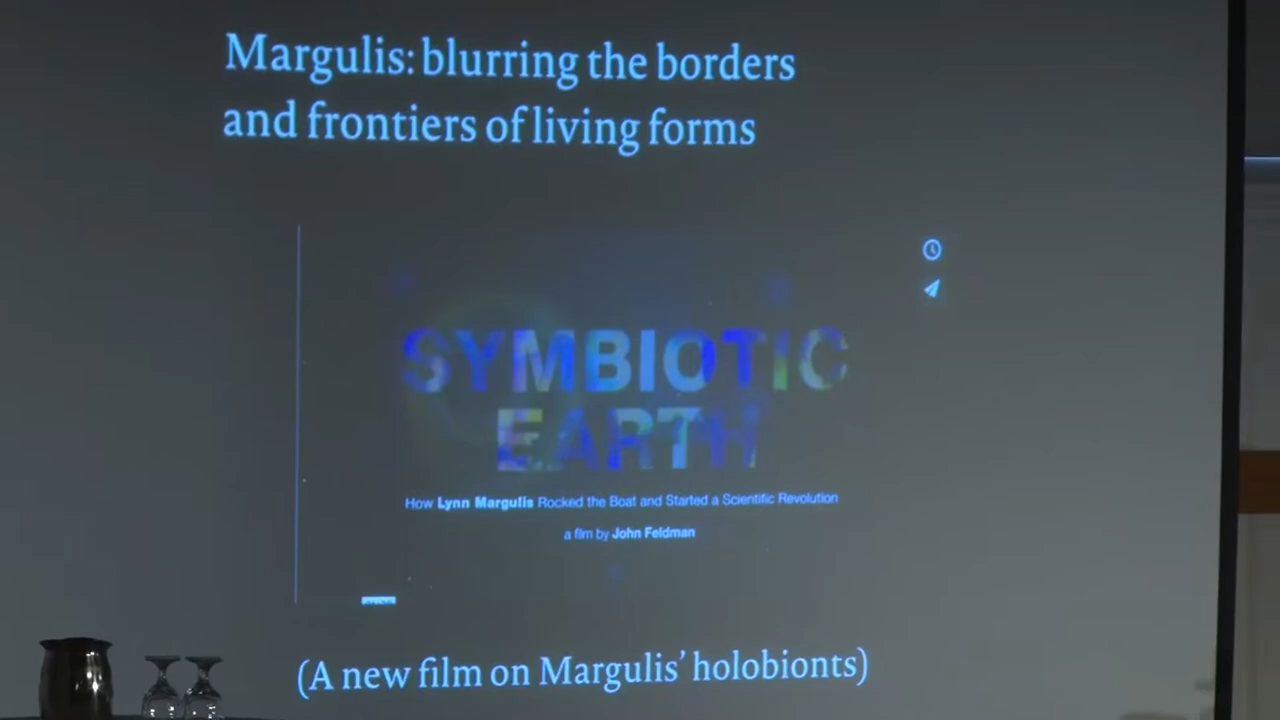 Margulis: blurring the borders
and frontiers of living forms
SYMBIOTIC
EARTH
How Lynn Margulis Rocked the Boat and Started a Scientific Revolution
a film by John Feldman
(A new film on Margulis’ holobionts)